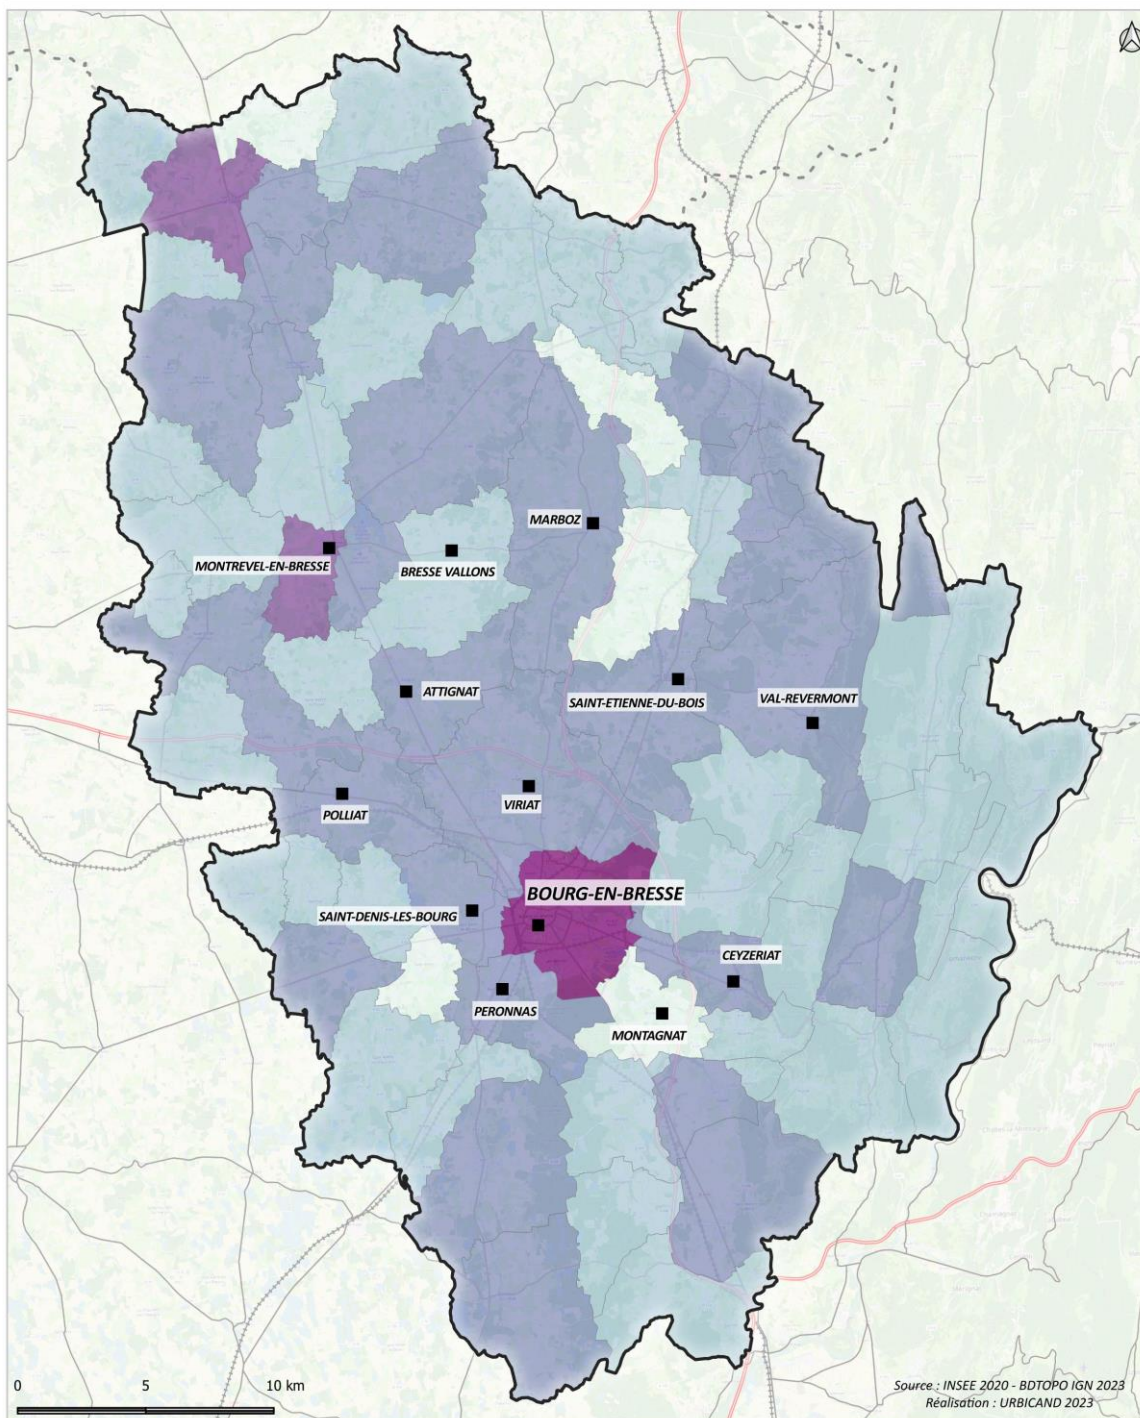 MARBOZ
MONTREVEL-EN-BRESSE
BRESSE VALLONS
ATTIGNAT
SAINT-ETIENNE-DU-BOIS
VAL-REVERMONT
VIRIAT
POLLIAT
BOURG-EN-BRESSE
SAINT-DENIS-LES-BOURG
CEYZERIAT
PERONNAS
MONTAGNAT
0 5 10 km
Source : INSEE 2020 - BDTOPO IGN 2023
Réalisation : URBICAND 2023